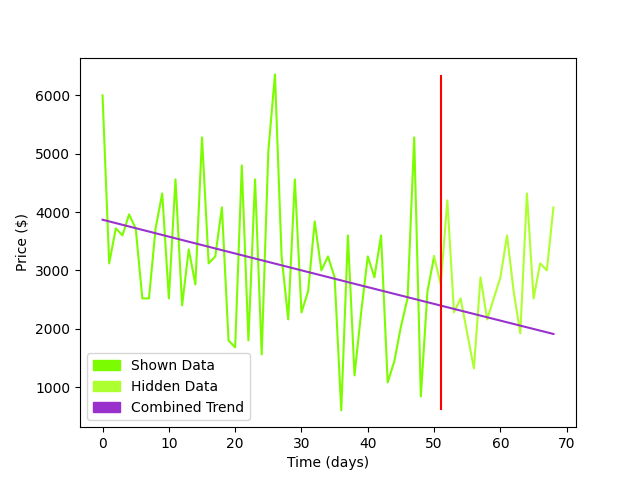 6000
5000
4000
3000
2000
1000
Price ($)
Shown Data
Hidden Data
Combined Trend
0 10 20 30 40 50 60 70
Time (days)